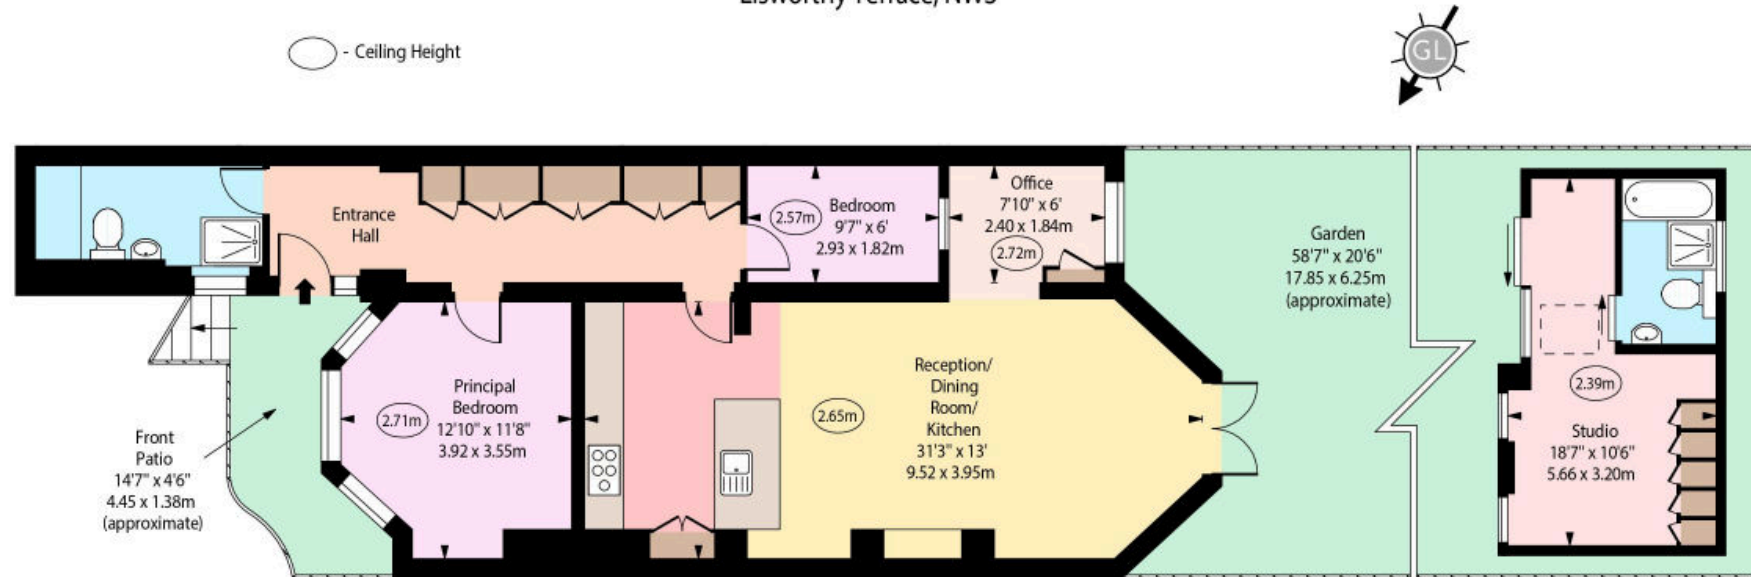 - Ceiling Height
GL
Entrance
Hall
2.57m
Bedroom
9'7" x 6'
2.93 x 1.82m
Office
7'10" x 6'
2.40 x 1.84m
2.72m
Garden
58'7" x 20'6"
17.85 x 6.25m
(approximate)
Front
Patio
14'7" x 4'6"
4.45 x 1.38m
(approximate)
2.71m
Principal
Bedroom
12'10" x 11'8"
3.92 x 3.55m
2.65m
Reception/
Dining
Room/
Kitchen
31'3" x 13'
9.52 x 3.95m
2.39m
Studio
18'7" x 10'6"
5.66 x 3.20m